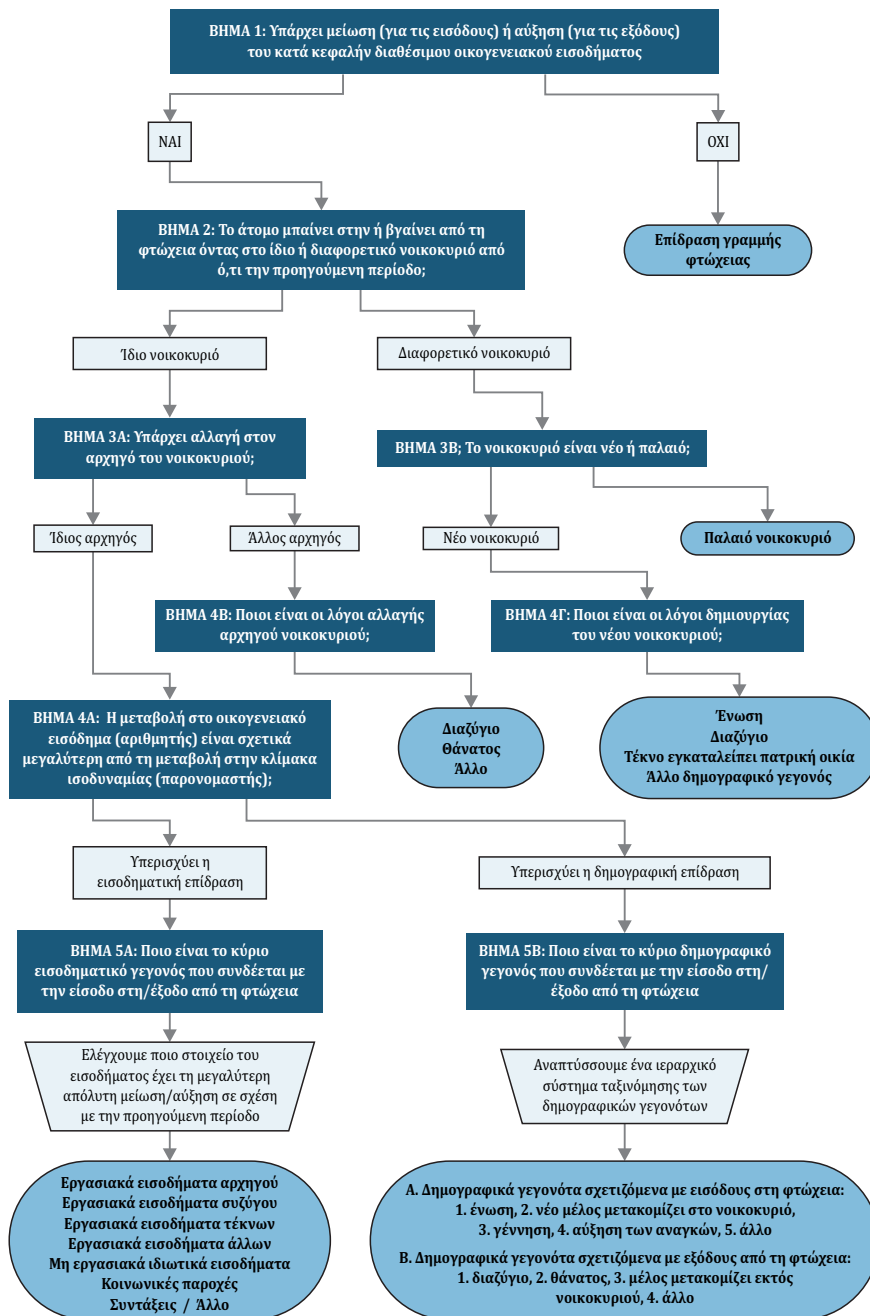 ΒΗΜΑ 1: Υπάρχει μείωση (για τις εισόδους) ή αύξηση (για τις εξόδους)
του κατά κεφαλήν διαθέσιμου οικογενειακού εισοδήματος
ΝΑΙ
ΟΧΙ
ΒΗΜΑ 2: Το άτομο μπαίνει στην ή βγαίνει από τη
φτώχεια όντας στο ίδιο ή διαφορετικό νοικοκυριό από
ό,τι την προηγούμενη περίοδο;
Επίδραση γραμμής
φτώχειας
Ίδιο νοικοκυριό
Διαφορετικό νοικοκυριό
ΒΗΜΑ 3Α: Υπάρχει αλλαγή στον
αρχηγό του νοικοκυριού;
ΒΗΜΑ 3Β; Το νοικοκυριό είναι νέο ή παλαιό;
Ίδιος αρχηγός
Άλλος αρχηγός
Νέο νοικοκυριό
Παλαιό νοικοκυριό
ΒΗΜΑ 4Β: Ποιοι είναι οι λόγοι αλλαγής
αρχηγού νοικοκυριού;
ΒΗΜΑ 4Γ: Ποιοι είναι οι λόγοι δημιουργίας
του νέου νοικοκυριού;
ΒΗΜΑ 4Α: Η μεταβολή στο οικογενειακό
εισόδημα (αριθμητής) είναι σχετικά
μεγαλύτερη από τη μεταβολή στην κλίμακα
ισοδυναμίας (παρονομαστής);
Διαζύγιο
Θάνατος
Άλλο
Ένωση
Διαζύγιο
Τέκνο εγκαταλείπει πατρική οικία
Άλλο δημογραφικό γεγονός
Υπερισχύει η
εισοδηματική επίδραση
Υπερισχύει η δημογραφική επίδραση
ΒΗΜΑ 5Α: Ποιο είναι το κύριο
εισοδηματικό γεγονός που συνδέεται με
την είσοδο στη/έξοδο από τη φτώχεια
ΒΗΜΑ 5Β: Ποιο είναι το κύριο δημογραφικό
γεγονός που συνδέεται με την είσοδο στη/
έξοδο από τη φτώχεια
Ελέγχουμε ποιο στοιχείο του
εισοδήματος έχει τη μεγαλύτερη
απόλυτη μείωση/αύξηση σε σχέση
με την προηγούμενη περίοδο
Αναπτύσσουμε ένα ιεραρχικό
σύστημα ταξινόμησης των
δημογραφικών γεγονότων
Εργασιακά εισοδήματα αρχηγού
Εργασιακά εισοδήματα συζύγου
Εργασιακά εισοδήματα τέκνων
Εργασιακά εισοδήματα άλλων
Μη εργασιακά ιδιωτικά εισοδήματα
Κοινωνικές παροχές
Συντάξεις / Άλλο
Α. Δημογραφικά γεγονότα σχετιζόμενα με εισόδους στη φτώχεια:
1. ένωση, 2. νέο μέλος μετακομίζει στο νοικοκυριό,
3. γέννηση, 4. αύξηση των αναγκών, 5. άλλο
Β. Δημογραφικά γεγονότα σχετιζόμενα με εξόδους από τη φτώχεια:
1. διαζύγιο, 2. θάνατος, 3. μέλος μετακομίζει εκτός
νοικοκυριού, 4. άλλο